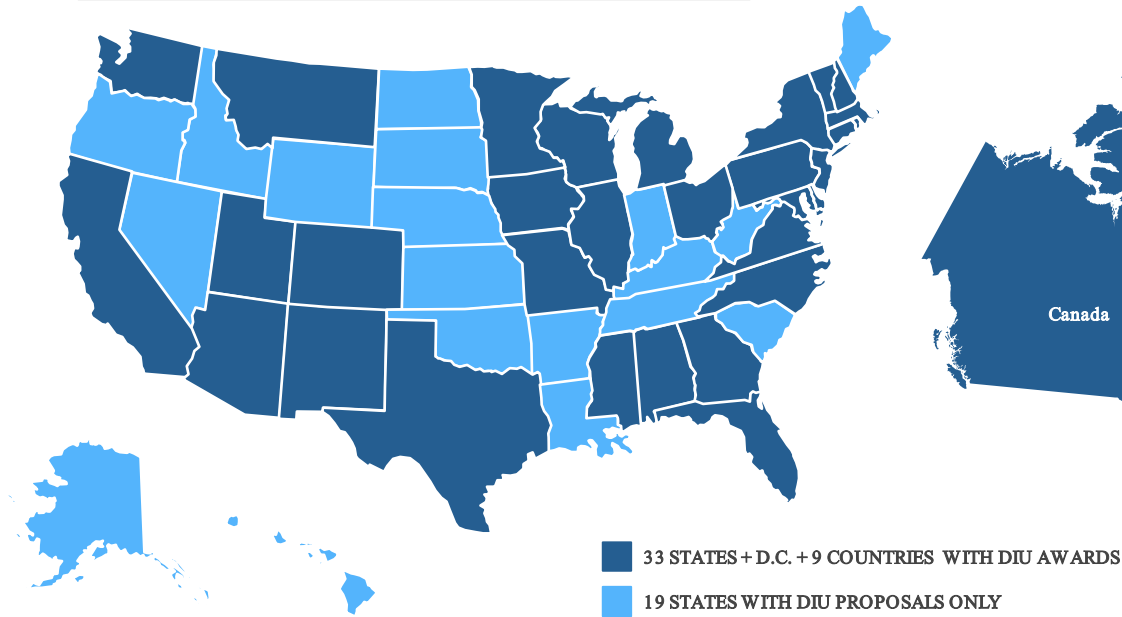 Canada
33 STATES + D.C. + 9 COUNTRIES WITH DIU AWARDS
19 STATES WITH DIU PROPOSALS ONLY